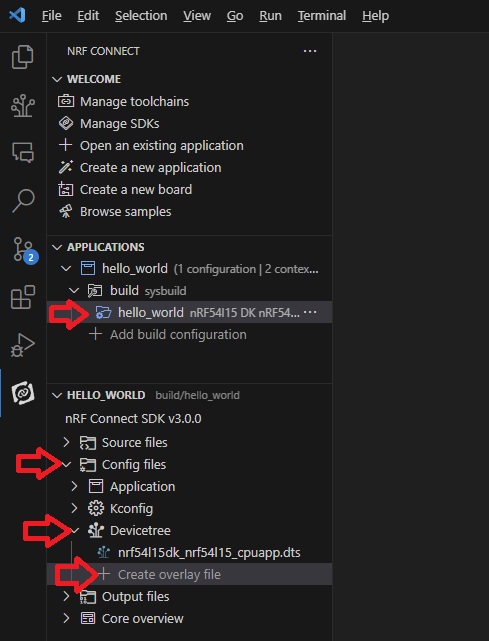 File Edit Selection View Go Run Terminal Help
NRF CONNECT ...
WELCOME
Manage toolchains
Manage SDKs
Open an existing application
Create a new application
Create a new board
Browse samples
APPLICATIONS
hello_world (1 configuration | 2 contex...
build sysbuild
hello_world nRF54l15 DK nRF54... ...
Add build configuration
2
HELLO_WORLD build/hello_world
nRF Connect SDK v3.0.0
Source files
Config files
Application
Kconfig
Devicetree
nrf54l15dk_nrf54l15_cpuapp.dts
Create overlay file
Output files
Core overview